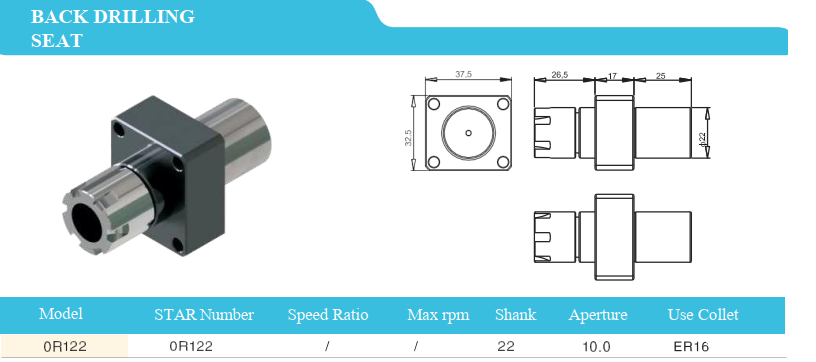 BACK DRILLING
SEAT
37,5
32,5
26,5 17 25
ϕ22
Model STAR Number Speed Ratio Max rpm Shank Aperture Use Collet
0R122 0R122 / / 22 10.0 ER16